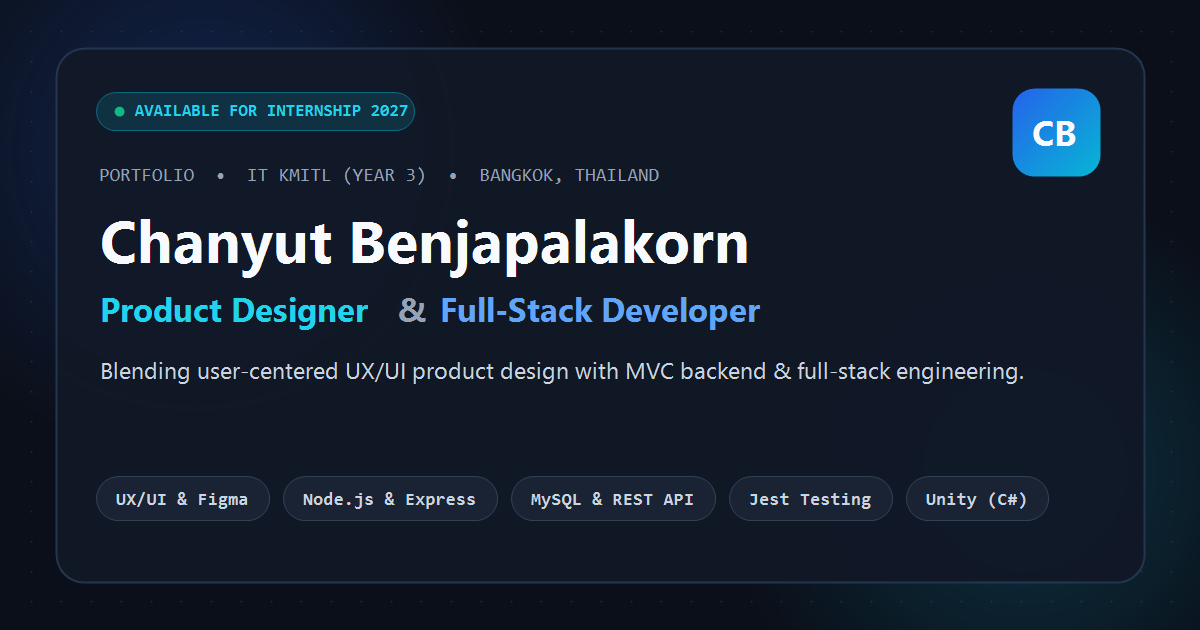 AVAILABLE FOR INTERNSHIP 2027
CB
PORTFOLIO • IT KMITL (YEAR 3) • BANGKOK, THAILAND
Chanyut Benjapalakorn
Product Designer & Full-Stack Developer
Blending user-centered UX/UI product design with MVC backend & full-stack engineering.
UX/UI & Figma Node.js & Express MySQL & REST API Jest Testing Unity (C#)